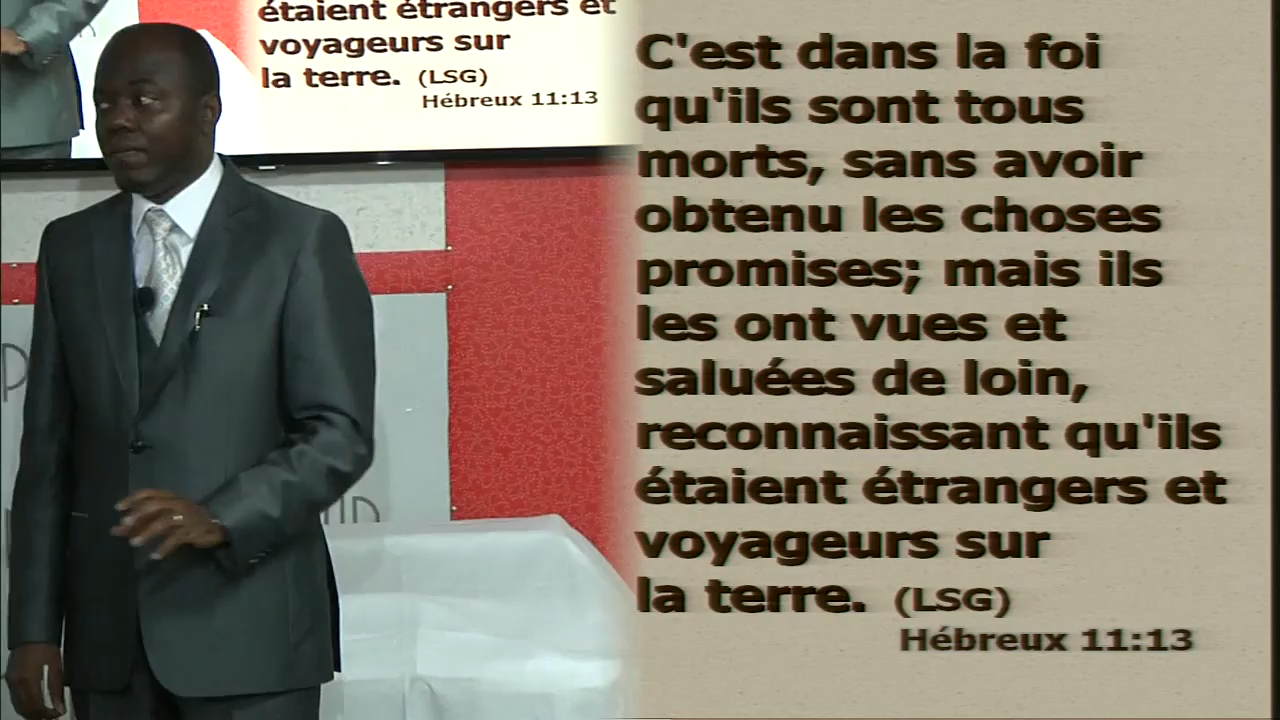 étaient étrangers et
voyageurs sur
la terre. (LSG)
Hébreux 11:13
C'est dans la foi
qu'ils sont tous
morts, sans avoir
obtenu les choses
promises; mais ils
les ont vues et
saluées de loin,
reconnaissant qu'ils
étaient étrangers et
voyageurs sur
la terre. (LSG)
Hébreux 11:13